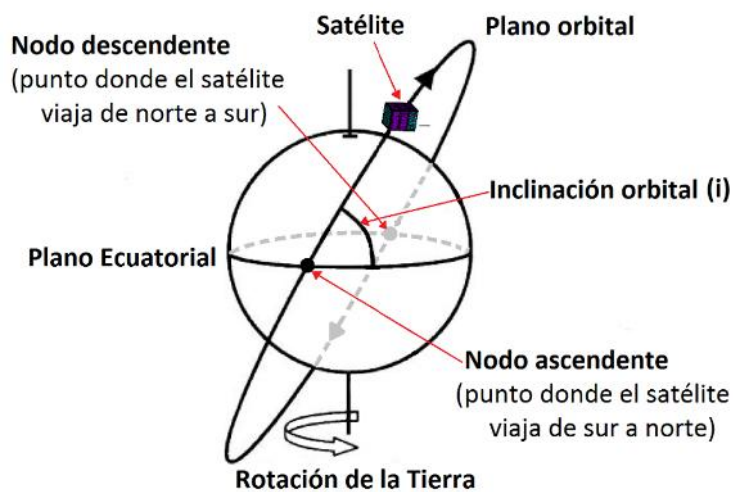 Satélite
Plano orbital
Nodo descendente
(punto donde el satélite
viaja de norte a sur)
Inclinación orbital (i)
Plano Ecuatorial
Nodo ascendente
(punto donde el satélite
viaja de sur a norte)
Rotación de la Tierra